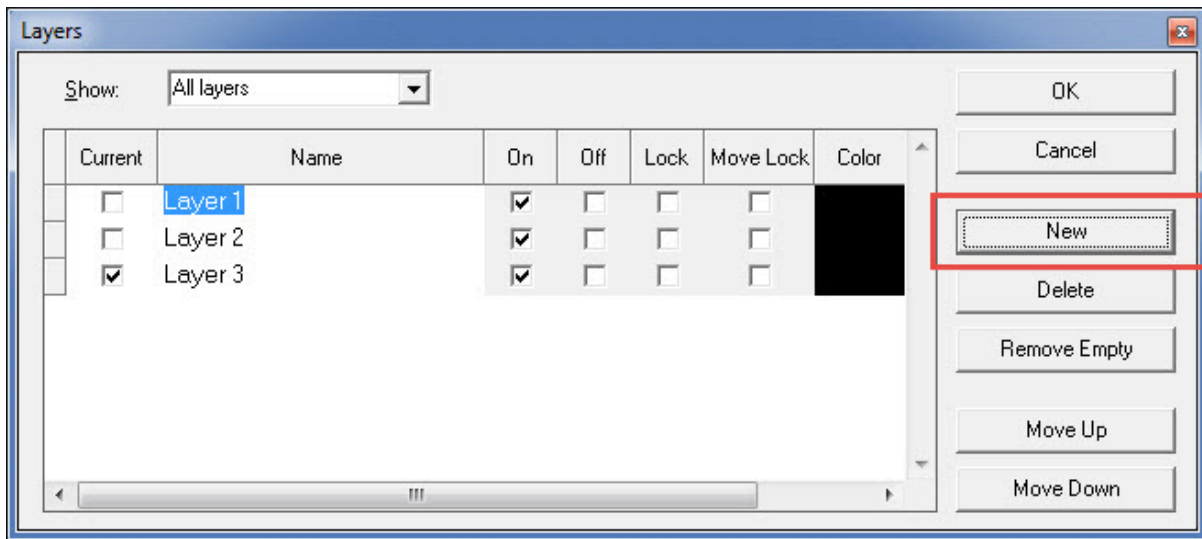 Layers
Show: All layers
OK
Cancel
Current Name On Off Lock Move Lock Color
Layer 1
Layer 2
Layer 3
New
Delete
Remove Empty
Move Up
Move Down